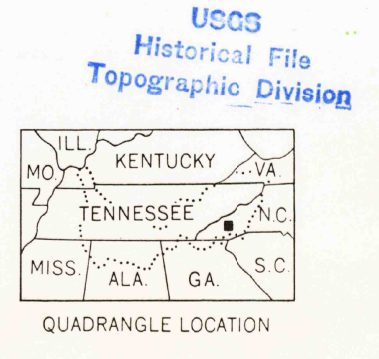 USGS
Historical File
Topographic Division
ILL.
MO.
KENTUCKY
VA.
TENNESSEE
N.C.
MISS.
ALA.
GA.
S.C.
QUADRANGLE LOCATION